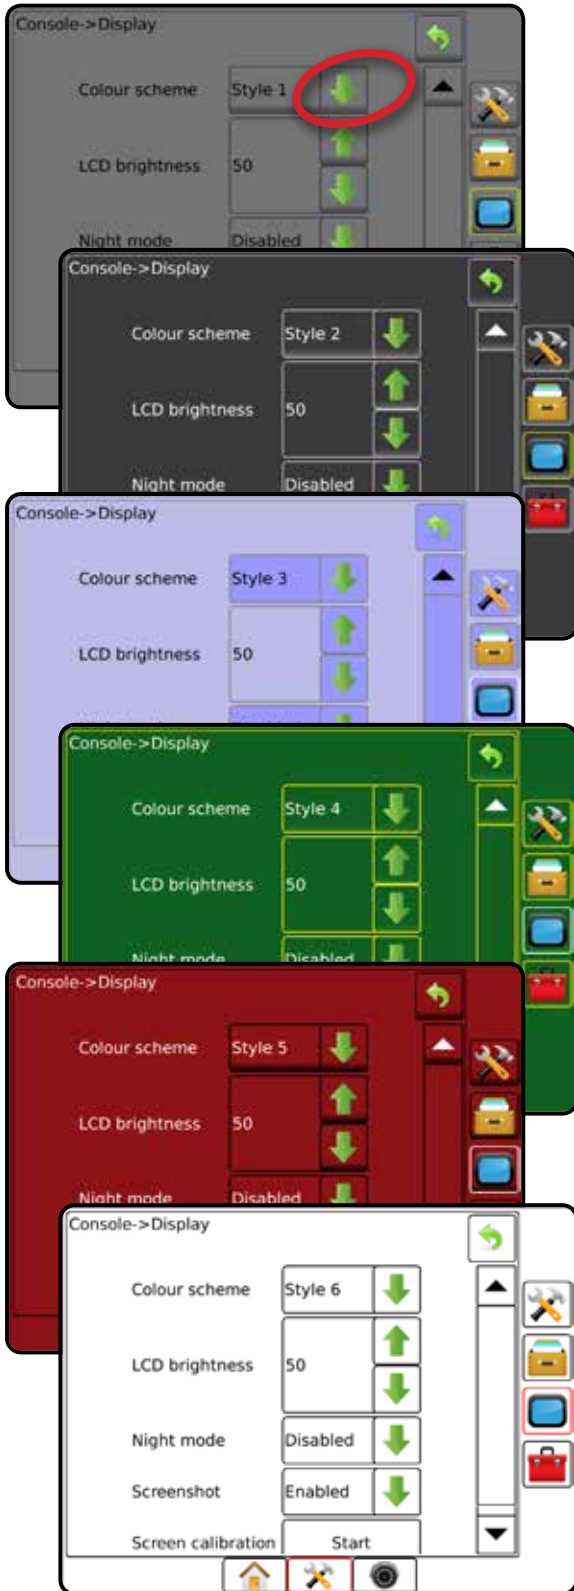 Console->Display
Colour scheme Style 1
LCD brightness 50
Night mode Disabled
Console->Display
Colour scheme Style 2
LCD brightness 50
Night mode Disabled
Console->Display
Colour scheme Style 3
LCD brightness 50
Console->Display
Colour scheme Style 4
LCD brightness 50
Night mode Disabled
Console->Display
Colour scheme Style 5
LCD brightness 50
Night mode Disabled
Console->Display
Colour scheme Style 6
LCD brightness 50
Night mode Disabled
Screenshot Enabled
Screen calibration Start